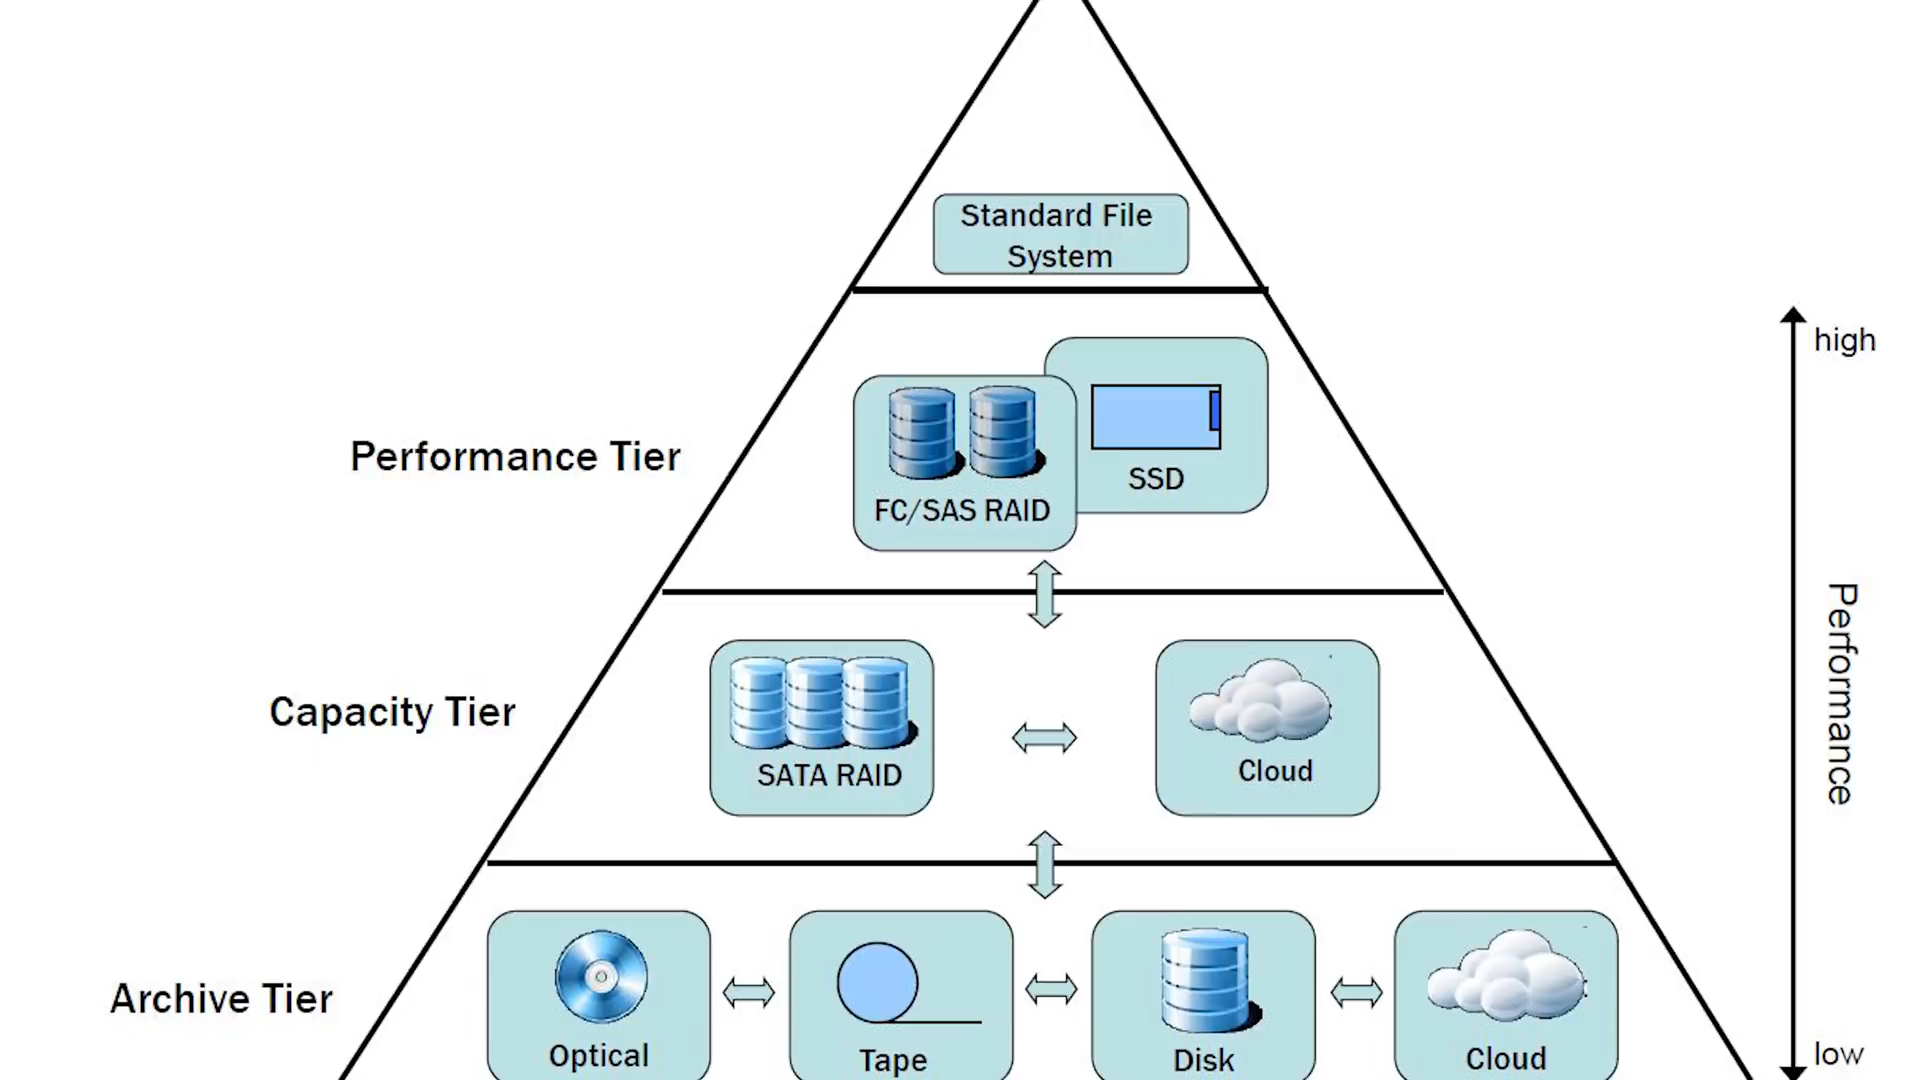 Standard File
System
high
Performance Tier
SSD
FC/SAS RAID
Performance
Capacity Tier
SATA RAID
Cloud
Archive Tier
Optical
Tape
Disk
Cloud
low